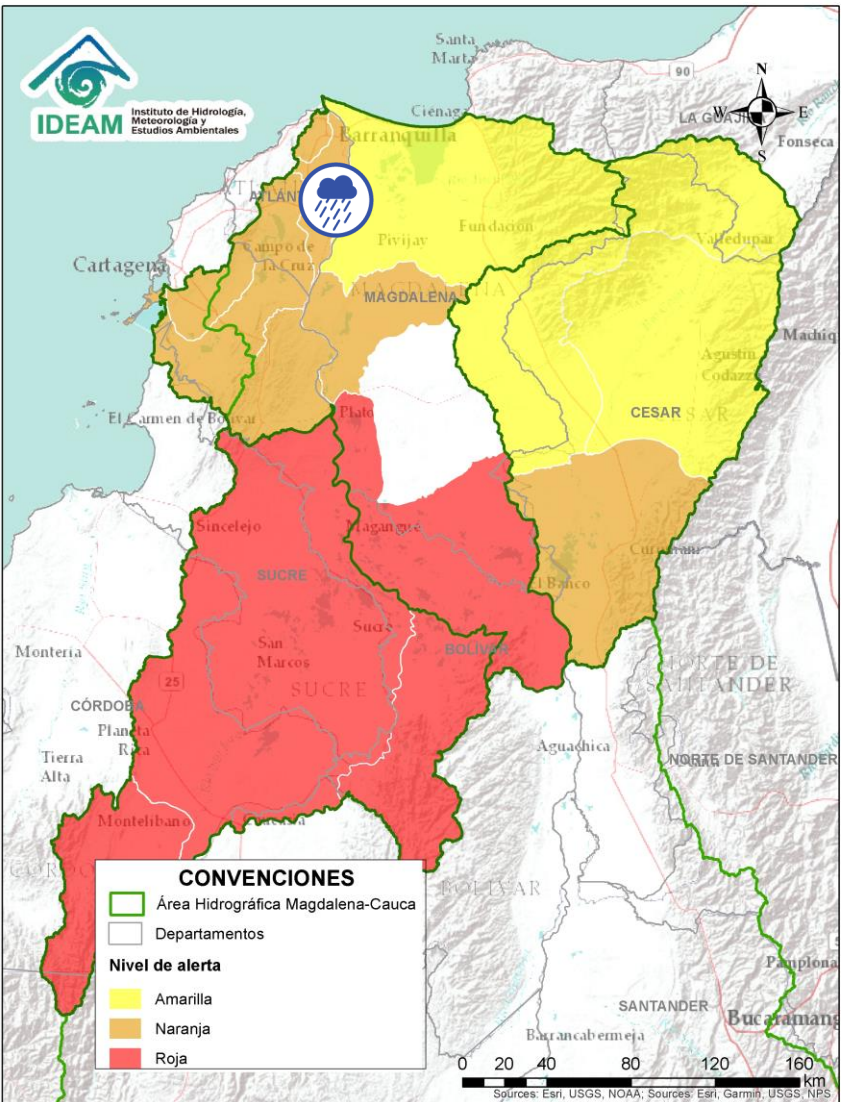 IDEAM
Instituto de Hidrología,
Meteorología y
Estudios Ambientales
Santa
Marta
90
N
W
E
S
Ciénaga
LA GUAJI
Fonseca
Barranquilla
ATLÁN
Fundación
Pivijay
Valledupar
Campo de
la Cruz
Cartagena
MAGDALENA
MAGDALENA
Agustín
Codazzi
CESAR
El Carmen de Bolívar
Plato
Sincelejo
Magangué
SUCRE
El Banco
Sucre
Montería
San
Marcos
BOLÍVAR
SUCRE
25
CÓRDOBA
NORTE DE
SANTANDER
Planeta
Rica
Tierra
Alta
Aguachica
NORTE DE SANTANDER
Montelíbano
BOLÍVAR
CONVENCIONES
Área Hidrográfica Magdalena-Cauca
Departamentos
Nivel de alerta
Amarilla
Naranja
Roja
Pamplona
SANTANDER
Bucaramang
Barrancabermeja
0 20 40 80 120 160
km
Sources: Esri, USGS, NOAA; Sources: Esri, Garmin, USGS, NPS